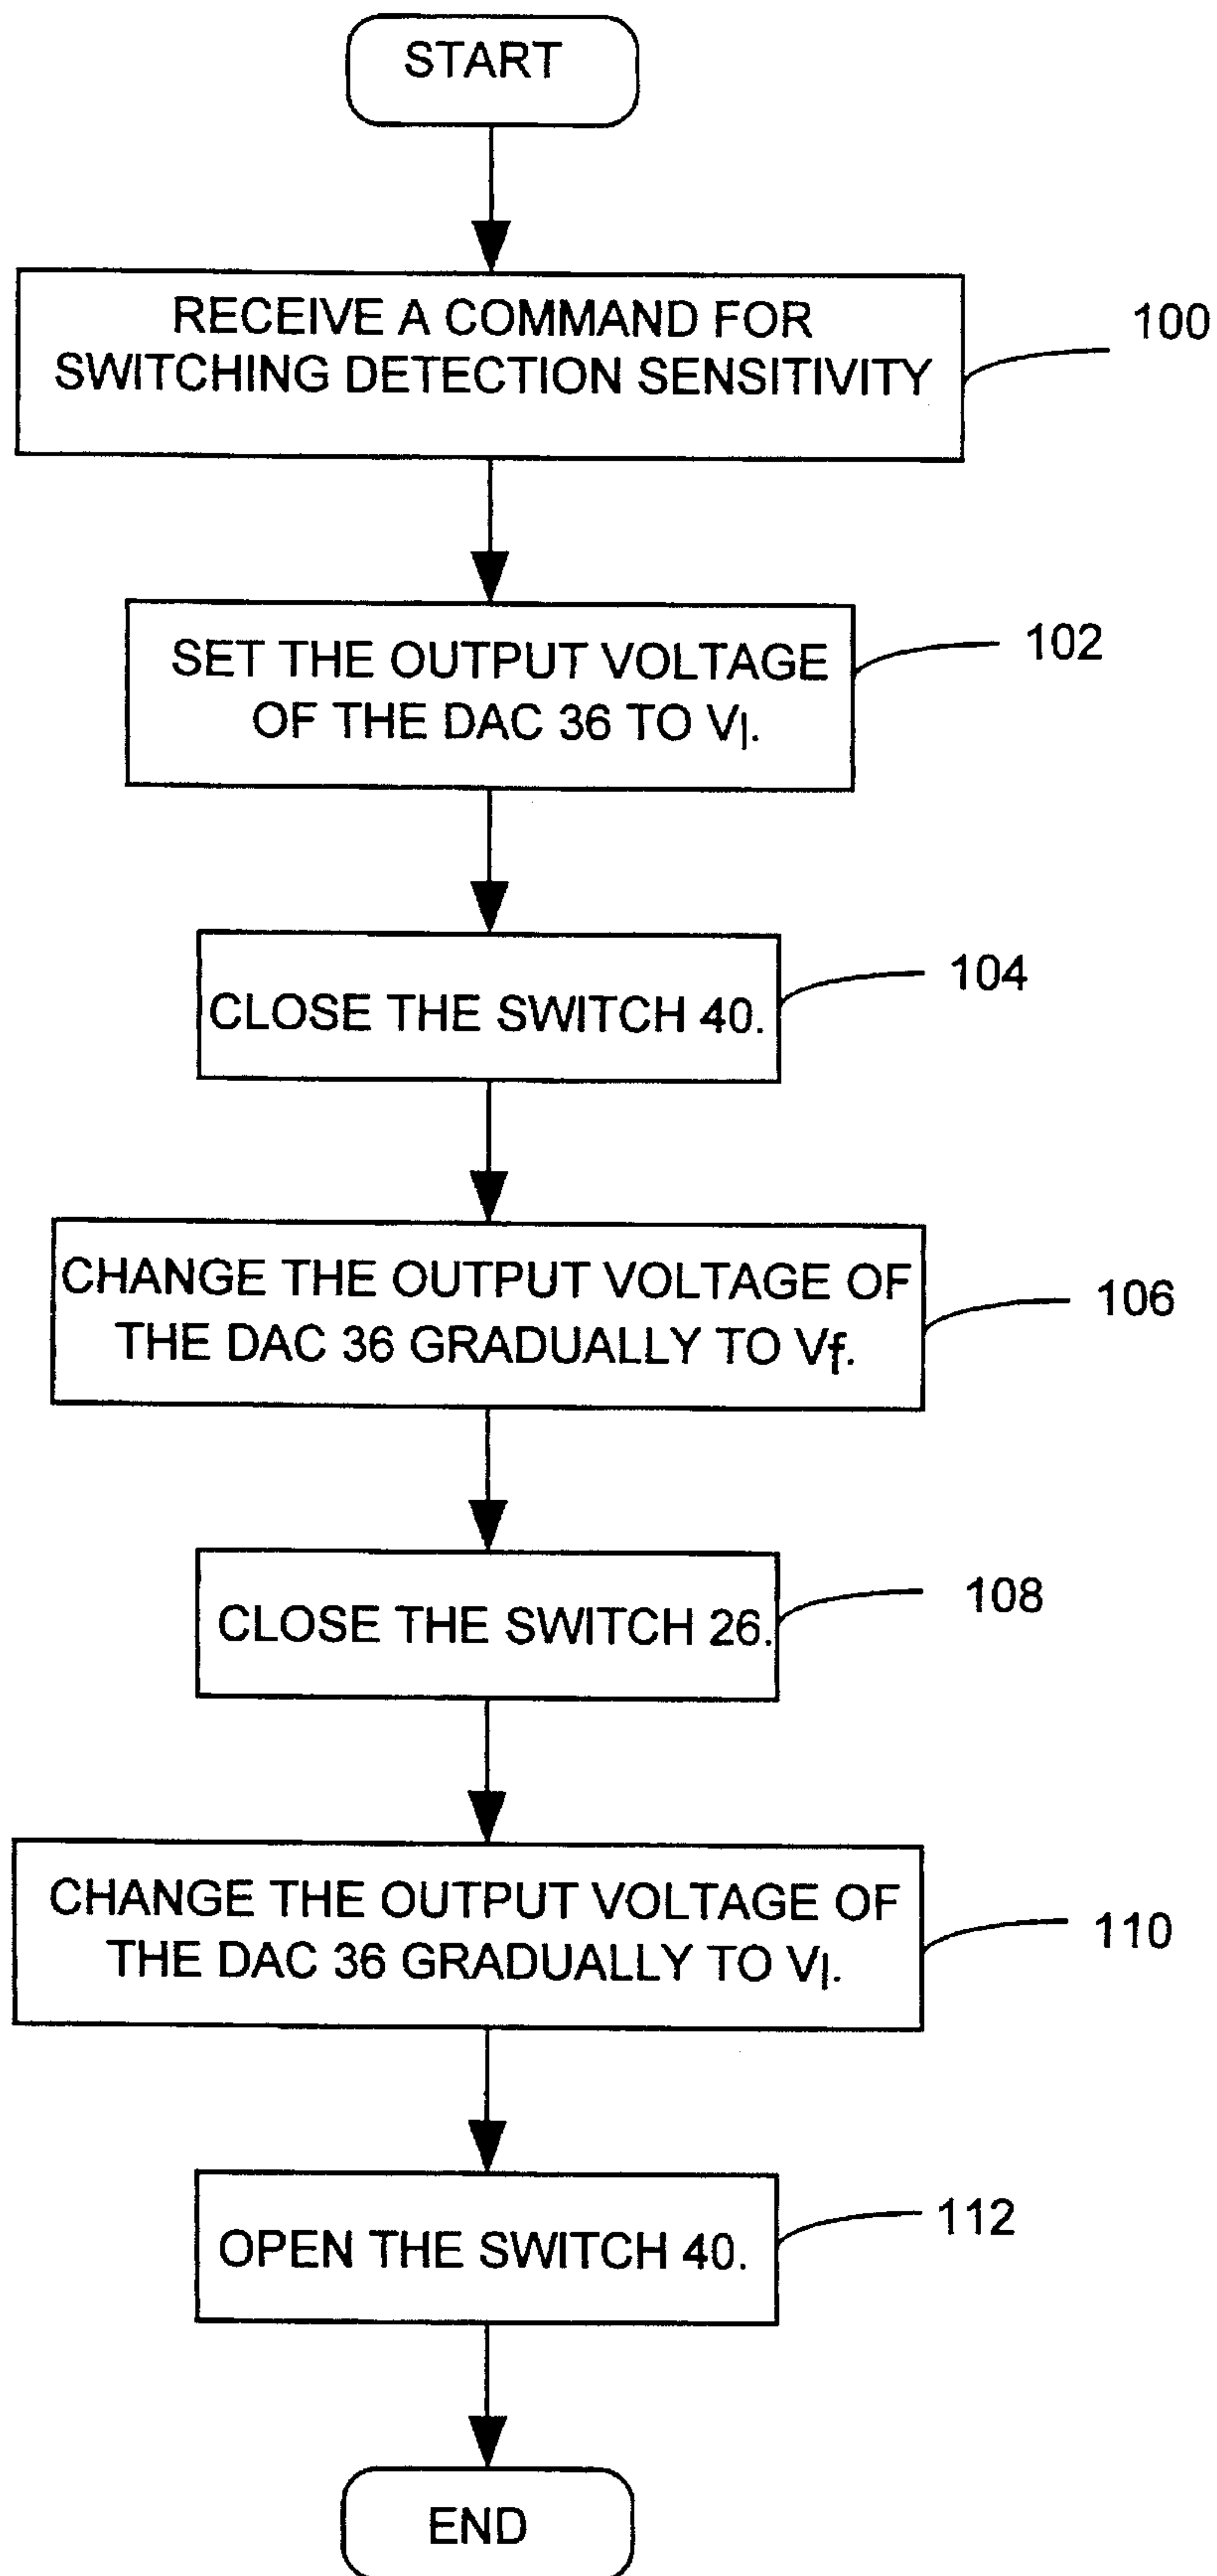 START
RECEIVE A COMMAND FOR
SWITCHING DETECTION SENSITIVITY
100
SET THE OUTPUT VOLTAGE
OF THE DAC 36 TO Vl.
102
CLOSE THE SWITCH 40.
104
CHANGE THE OUTPUT VOLTAGE OF
THE DAC 36 GRADUALLY TO Vf.
106
CLOSE THE SWITCH 26.
108
CHANGE THE OUTPUT VOLTAGE OF
THE DAC 36 GRADUALLY TO Vl.
110
OPEN THE SWITCH 40.
112
END